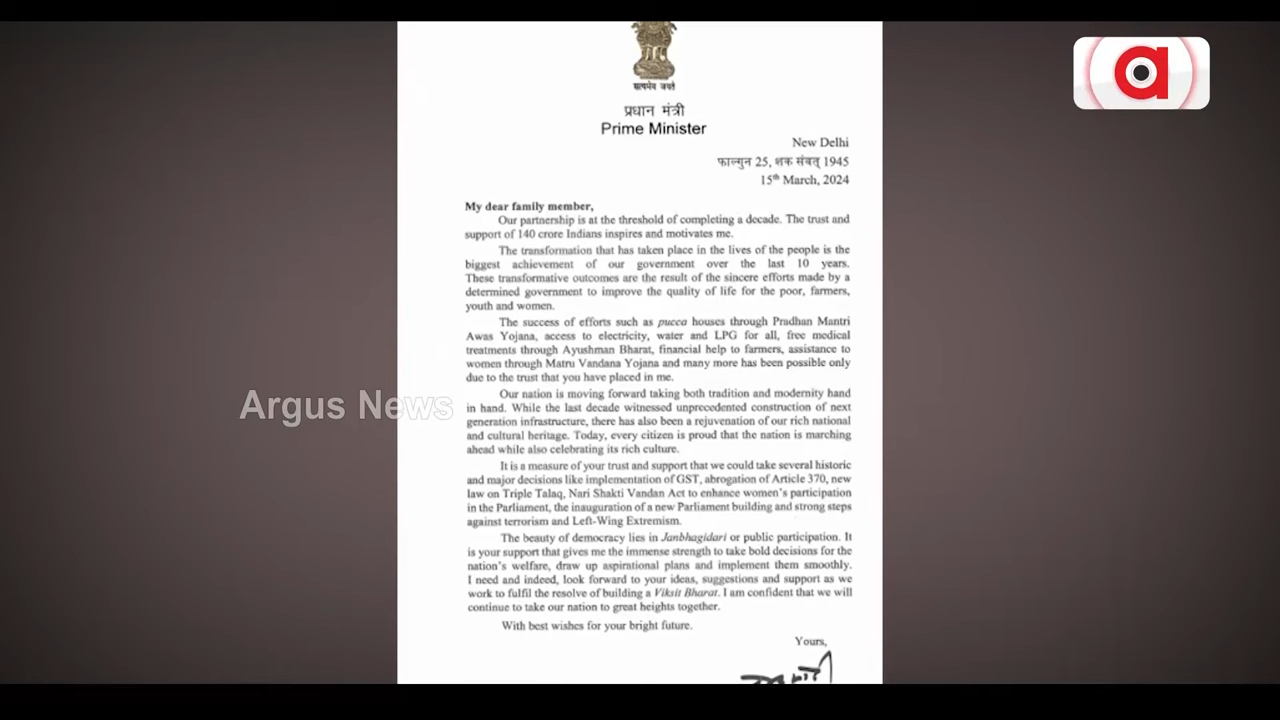 सत्यमेव जयते
प्रधान मंत्री
Prime Minister
New Delhi
फाल्गुन 25, शक संवत् 1945
15th March, 2024
My dear family member,
Our partnership is at the threshold of completing a decade. The trust and
support of 140 crore Indians inspires and motivates me.
The transformation that has taken place in the lives of the people is the
biggest achievement of our government over the last 10 years.
These transformative outcomes are the result of the sincere efforts made by a
determined government to improve the quality of life for the poor, farmers,
youth and women.
The success of efforts such as pucca houses through Pradhan Mantri
Awas Yojana, access to electricity, water and LPG for all, free medical
treatments through Ayushman Bharat, financial help to farmers, assistance to
women through Matru Vandana Yojana and many more has been possible only
due to the trust that you have placed in me.
Our nation is moving forward taking both tradition and modernity hand
in hand. While the last decade witnessed unprecedented construction of next
generation infrastructure, there has also been a rejuvenation of our rich national
and cultural heritage. Today, every citizen is proud that the nation is marching
ahead while also celebrating its rich culture.
It is a measure of your trust and support that we could take several historic
and major decisions like implementation of GST, abrogation of Article 370, new
law on Triple Talaq, Nari Shakti Vandan Act to enhance women's participation
in the Parliament, the inauguration of a new Parliament building and strong steps
against terrorism and Left-Wing Extremism.
The beauty of democracy lies in Janbhagidari or public participation. It
is your support that gives me the immense strength to take bold decisions for the
nation's welfare, draw up aspirational plans and implement them smoothly.
I need and indeed, look forward to your ideas, suggestions and support as we
work to fulfil the resolve of building a Viksit Bharat. I am confident that we will
continue to take our nation to great heights together.
With best wishes for your bright future.
Yours,
Argus News
a